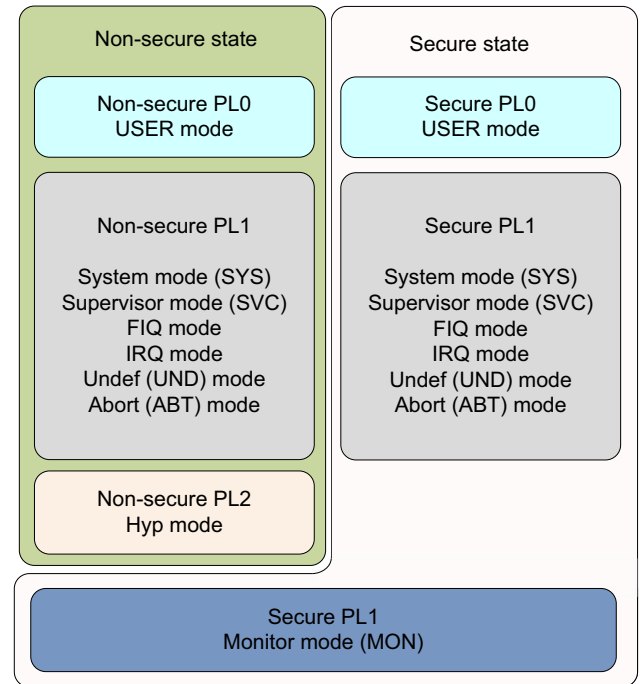 Non-secure state
Non-secure PL0
USER mode
Non-secure PL1
System mode (SYS)
Supervisor mode (SVC)
FIQ mode
IRQ mode
Undef (UND) mode
Abort (ABT) mode
Non-secure PL2
Hyp mode
Secure state
Secure PL0
USER mode
Secure PL1
System mode (SYS)
Supervisor mode (SVC)
FIQ mode
IRQ mode
Undef (UND) mode
Abort (ABT) mode
Secure PL1
Monitor mode (MON)